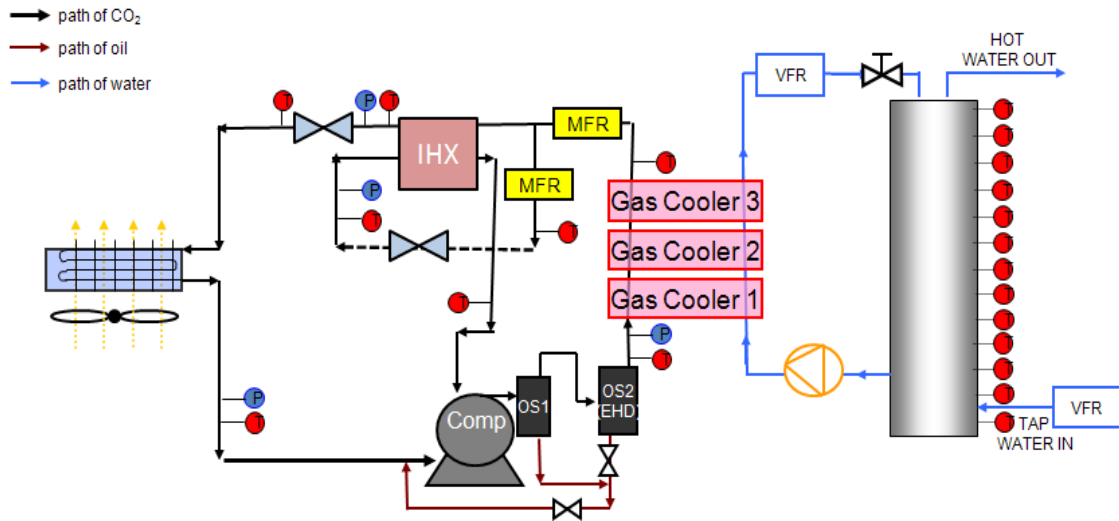 path of CO2
path of oil
path of water
T
P
T
IHX
MFR
MFR
P
T
T
T
T
Gas Cooler 3
Gas Cooler 2
Gas Cooler 1
P
T
VFR
HOT
WATER OUT
P
T
Comp
OS1
OS2
(EHD)
T
T
T
T
T
T
T
T
T
T
T
T
T
TAP
WATER IN
VFR